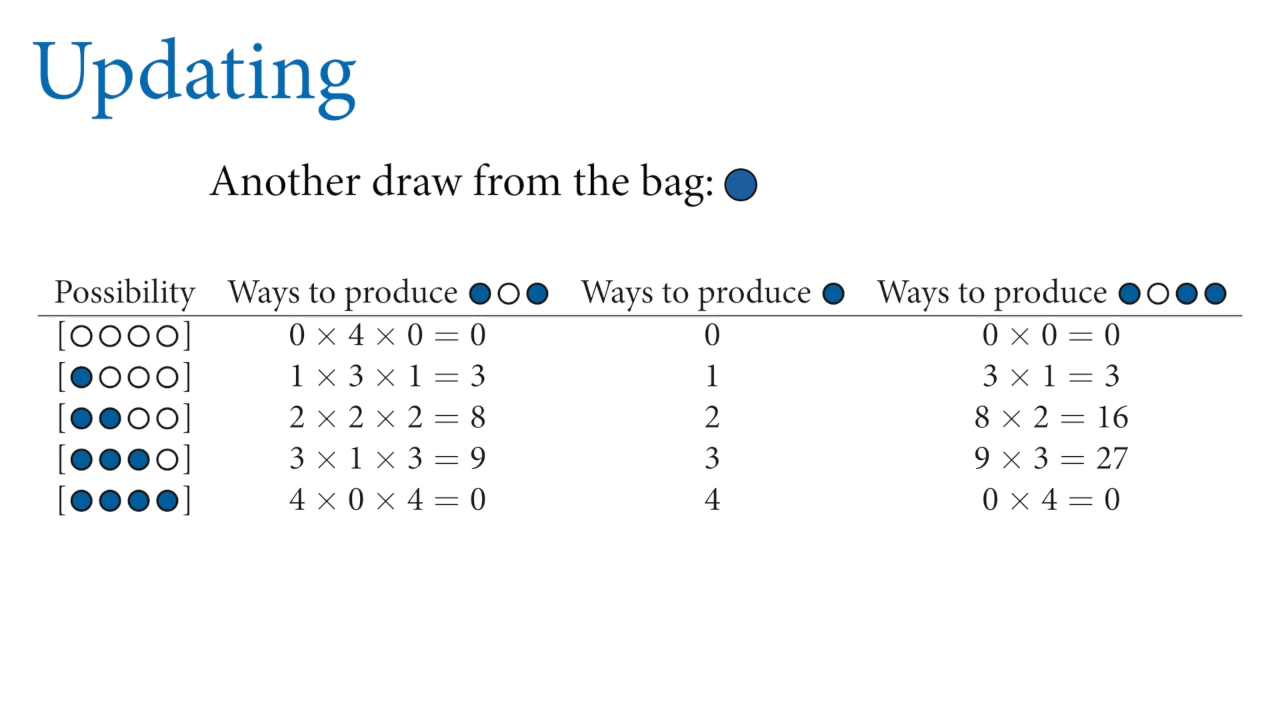 Updating
Another draw from the bag:
Possibility Ways to produce Ways to produce Ways to produce
[○○○○] 0 × 4 × 0 = 0 0 0 × 0 = 0
[●○○○] 1 × 3 × 1 = 3 1 3 × 1 = 3
[●●○○] 2 × 2 × 2 = 8 2 8 × 2 = 16
[●●●○] 3 × 1 × 3 = 9 3 9 × 3 = 27
[●●●●] 4 × 0 × 4 = 0 4 0 × 4 = 0